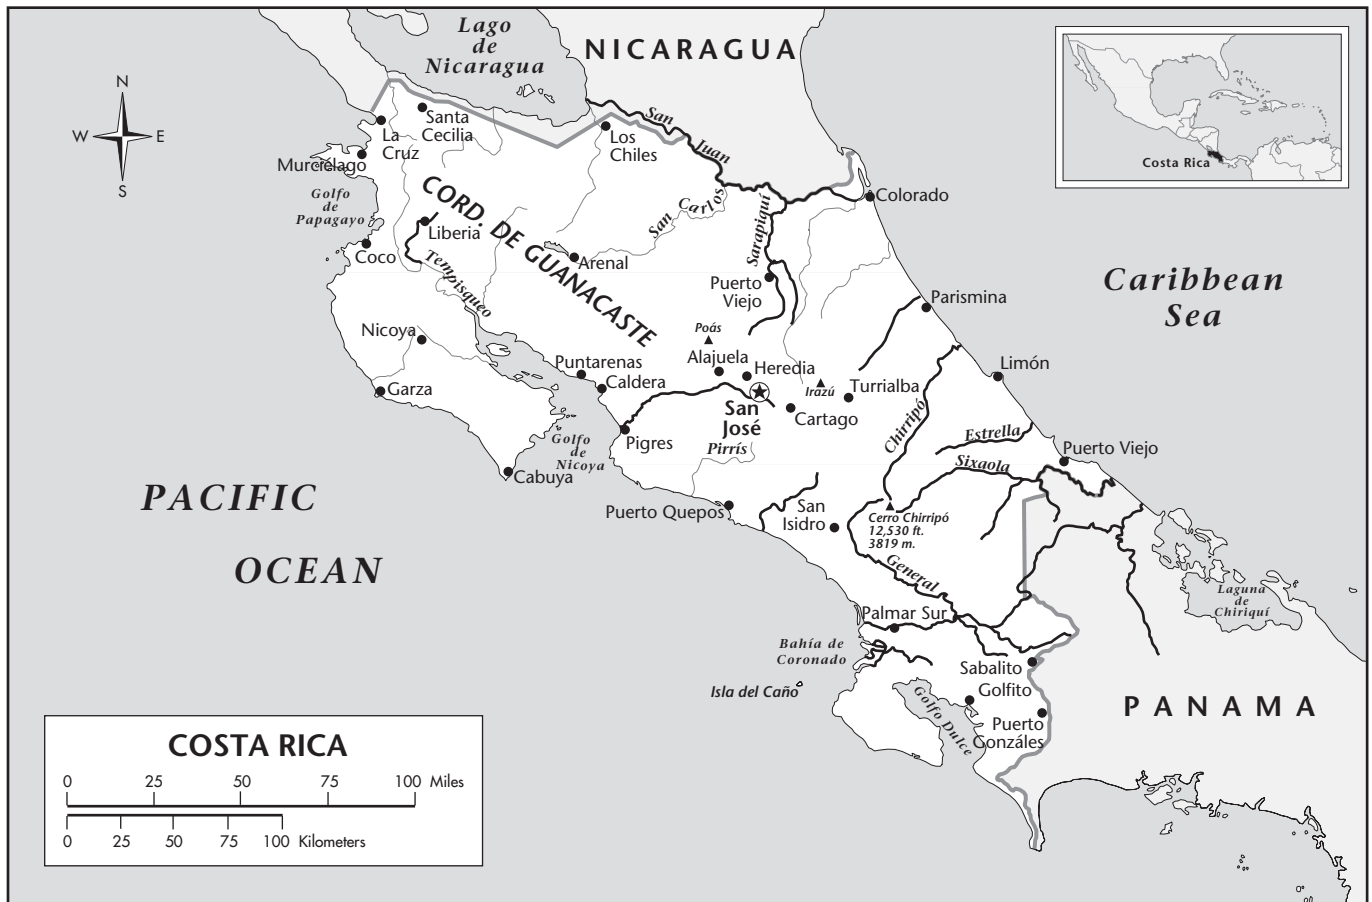 Lago
de
Nicaragua
NICARAGUA
N
W
E
S
Costa Rica
San Juan
Santa
Cecilia
La
Cruz
Los
Chiles
Murciélago
Golfo
de
Papagayo
CORD. DE GUANACASTE
San Carlos
Sarapiquí
Colorado
Liberia
Coco
Tempisqueo
Arenal
Puerto
Viejo
Caribbean
Sea
Parismina
Nicoya
Poás
Alajuela
Heredia
Puntarenas
Caldera
Irazú
Turrialba
Limón
Garza
San
José
Cartago
Chirripó
Pigres
Pirrís
Estrella
Golfo
de
Nicoya
Sixaola
Puerto Viejo
Cabuya
PACIFIC
OCEAN
Puerto Quepos
San
Isidro
Cerro Chirripó
12,530 ft.
3819 m.
General
Laguna
de
Chiriquí
Palmar Sur
Bahía de
Coronado
Sabalito
Isla del Caño
Golfito
Golfo Dulce
Puerto
Gonzáles
PANAMA
COSTA RICA
0 25 50 75 100 Miles
0 25 50 75 100 Kilometers